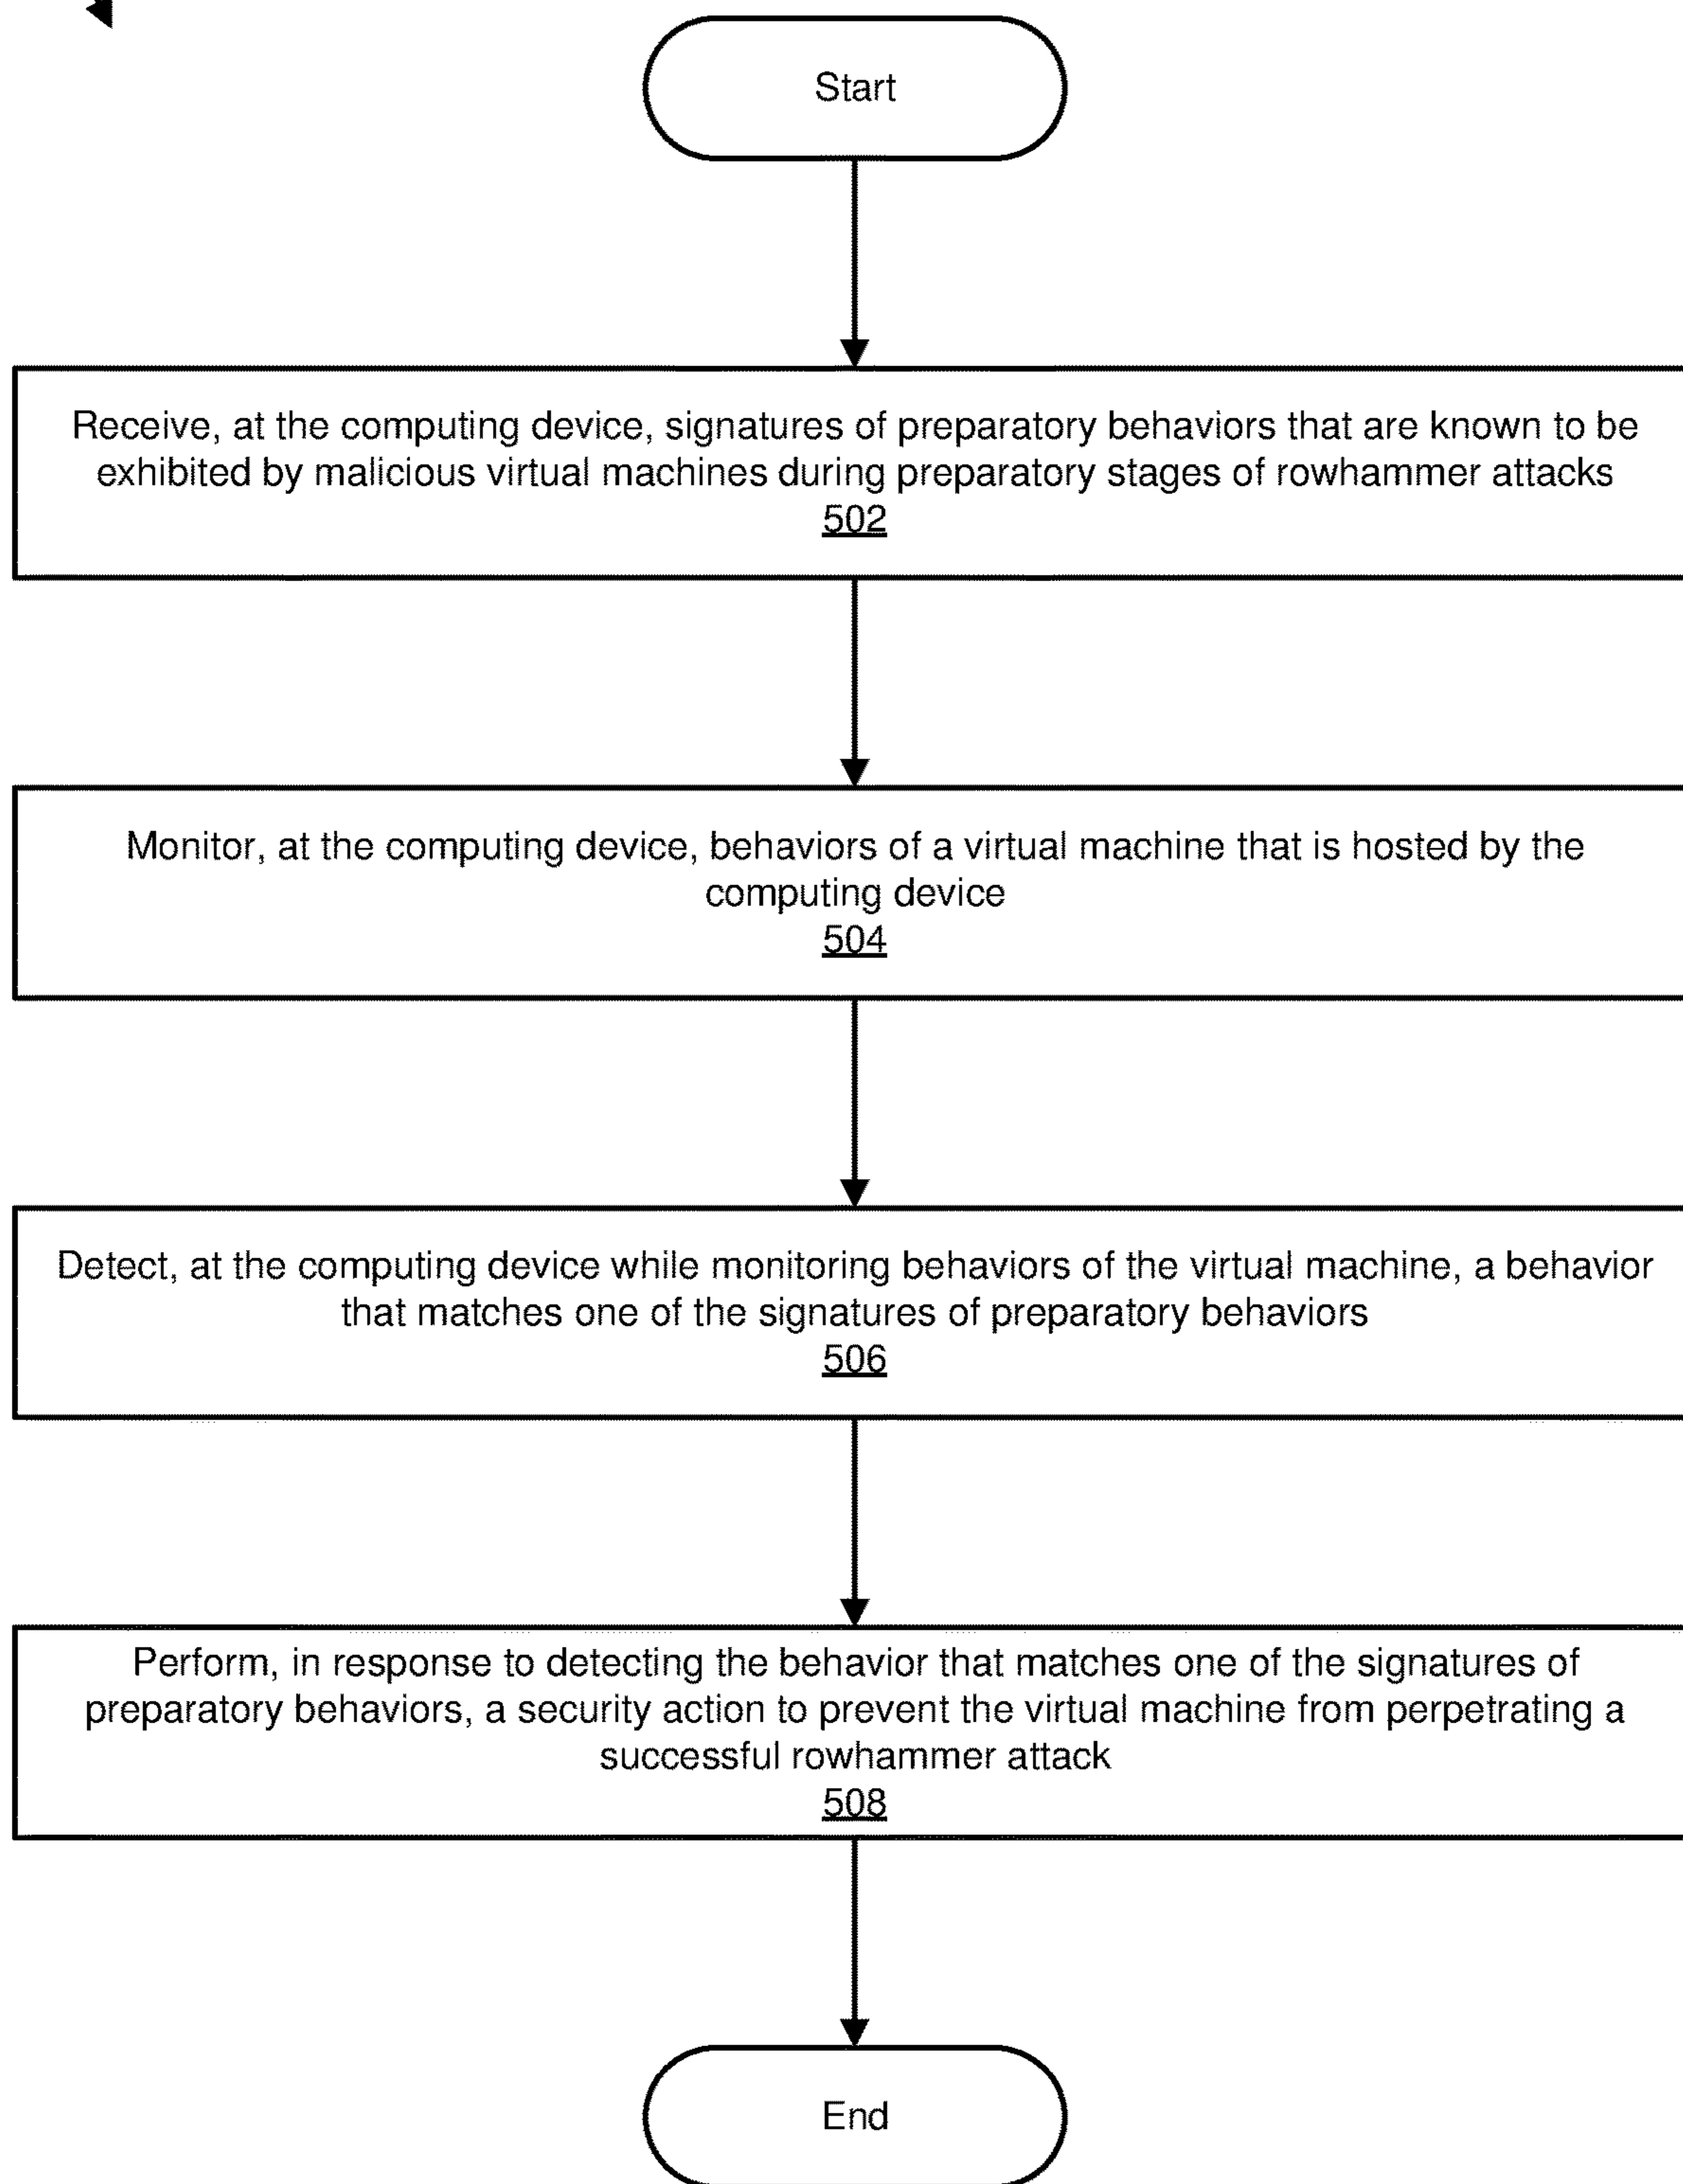 Start
Receive, at the computing device, signatures of preparatory behaviors that are known to be
exhibited by malicious virtual machines during preparatory stages of rowhammer attacks
502
Monitor, at the computing device, behaviors of a virtual machine that is hosted by the
computing device
504
Detect, at the computing device while monitoring behaviors of the virtual machine, a behavior
that matches one of the signatures of preparatory behaviors
506
Perform, in response to detecting the behavior that matches one of the signatures of
preparatory behaviors, a security action to prevent the virtual machine from perpetrating a
successful rowhammer attack
508
End